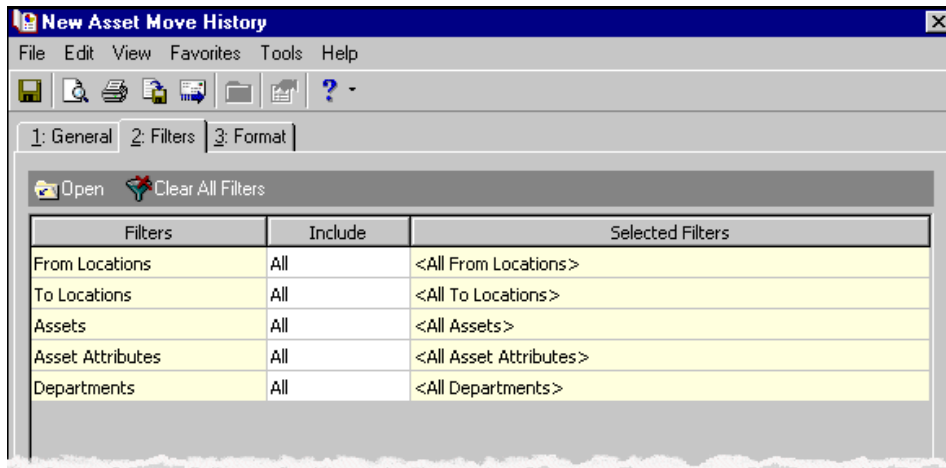 New Asset Move History
File Edit View Favorites Tools Help
1: General 2: Filters 3: Format
Open Clear All Filters
Filters Include Selected Filters
From Locations All <All From Locations>
To Locations All <All To Locations>
Assets All <All Assets>
Asset Attributes All <All Asset Attributes>
Departments All <All Departments>